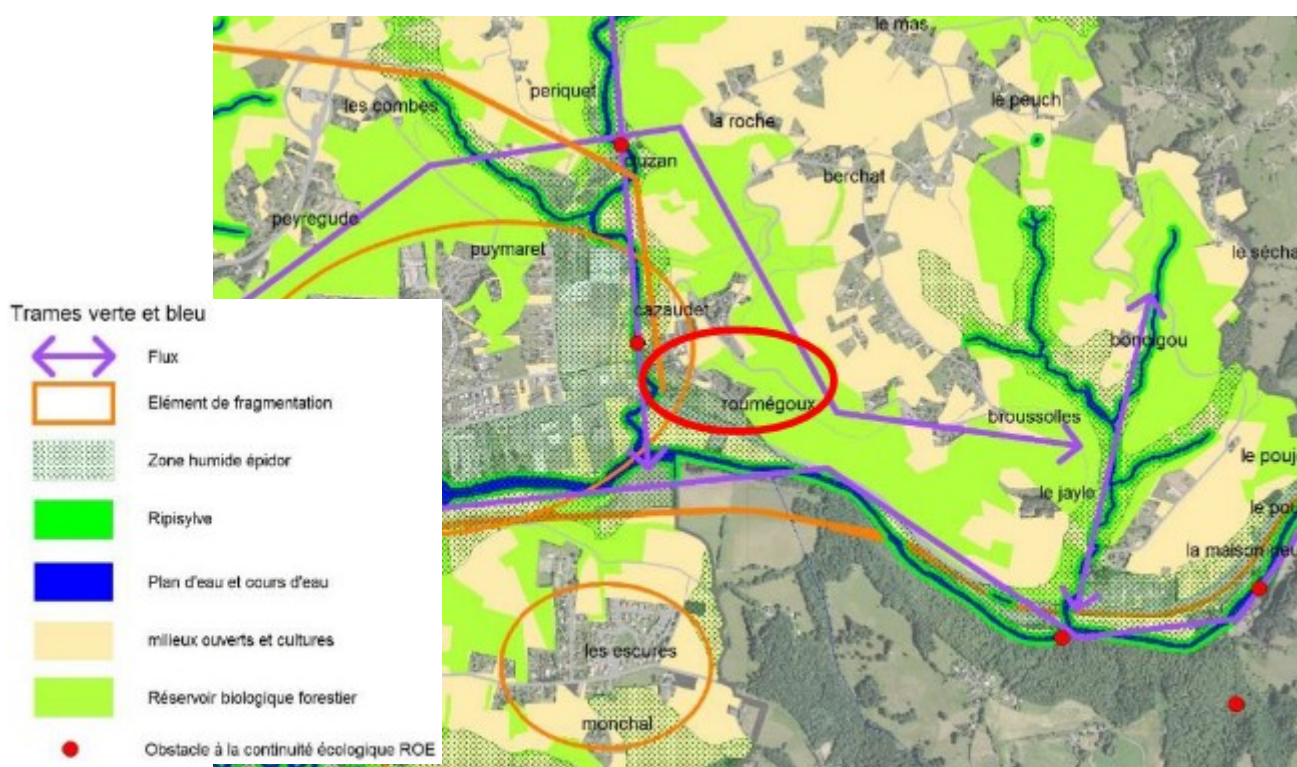 le mas
periquet
le peuch
les combes
la roche
cuzan
berchat
peyregude
puymaret
le sécha
cazaudet
boncigou
roumégoux
broussolles
le pouj
le jayle
le pou
la maison neu
les escures
monchal
Trames verte et bleu
Flux
Elément de fragmentation
Zone humide épidor
Ripisylve
Plan d'eau et cours d'eau
milieux ouverts et cultures
Réservoir biologique forestier
Obstacle à la continuité écologique ROE